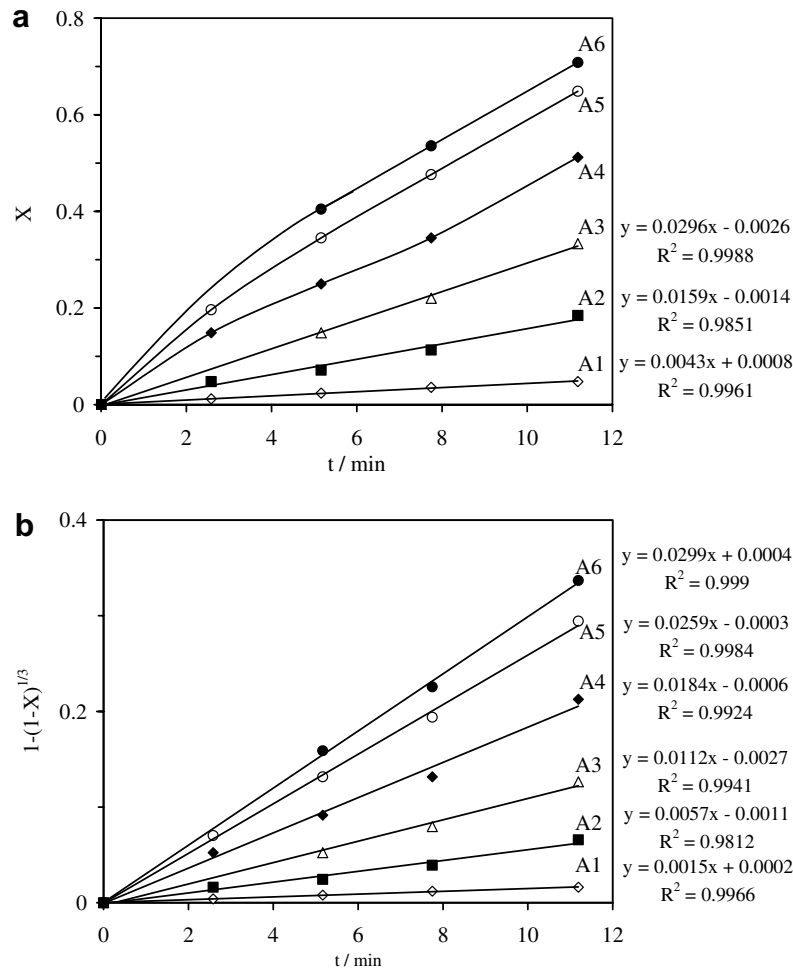 a
0.8
A6
A5
0.6
A4
X
0.4
A3
y = 0.0296x - 0.0026
R² = 0.9988
A2
y = 0.0159x - 0.0014
0.2
R² = 0.9851
A1
y = 0.0043x + 0.0008
R² = 0.9961
0
0 2 4 6 8 10 12
t / min
b
0.4
A6
y = 0.0299x + 0.0004
R² = 0.999
A5
y = 0.0259x - 0.0003
R² = 0.9984
1-(1-X)^1/3
0.2
A4
y = 0.0184x - 0.0006
R² = 0.9924
A3
y = 0.0112x - 0.0027
R² = 0.9941
A2
y = 0.0057x - 0.0011
R² = 0.9812
A1
y = 0.0015x + 0.0002
R² = 0.9966
0
0 2 4 6 8 10 12
t / min